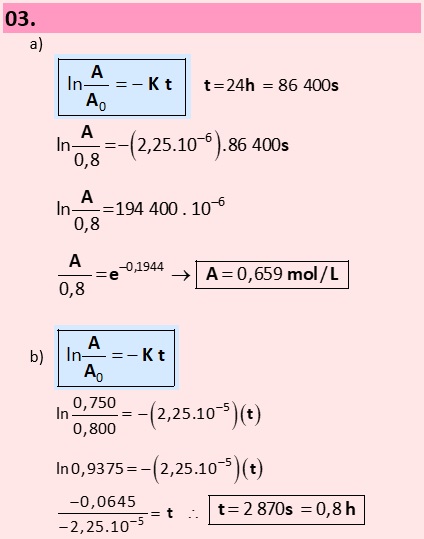 03.
a)
ln A/A₀ = − K t t=24h = 86 400s
ln A/0,8 =−(2,25.10⁻⁶).86 400s
ln A/0,8 =194 400 . 10⁻⁶
A/0,8 = e⁻⁰,¹⁹⁴⁴ → A = 0,659 mol/L
b) ln A/A₀ = − K t
ln 0,750/0,800 = −(2,25.10⁻⁵)(t)
ln0,9375=−(2,25.10⁻⁵)(t)
−0,0645/−2,25.10⁻⁵ = t ∴ t= 2 870s = 0,8 h